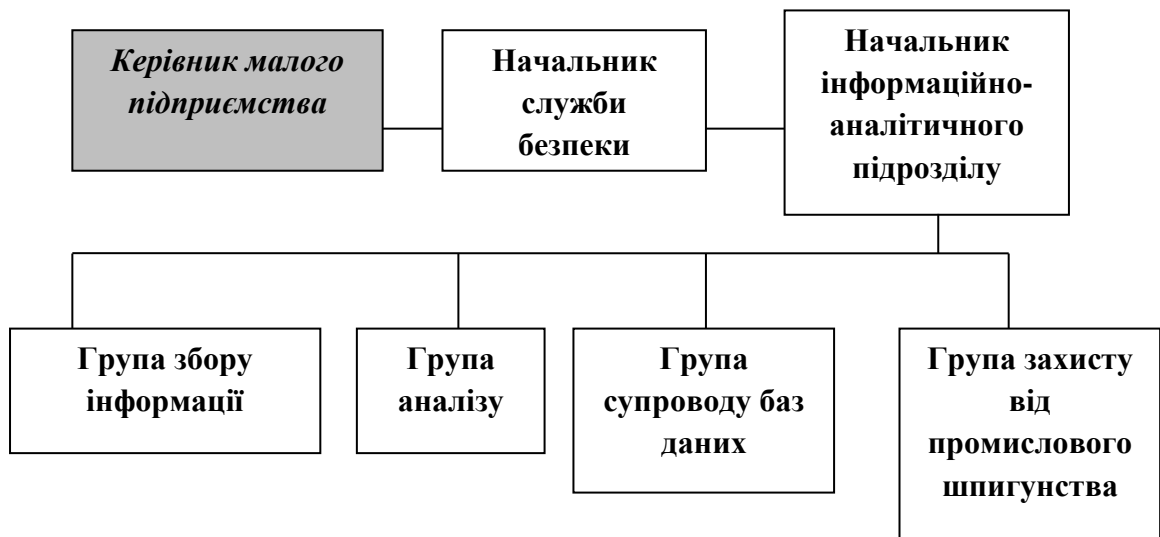 Керівник малого
підприємства
Начальник
служби
безпеки
Начальник
інформаційно-
аналітичного
підрозділу
Група збору
інформації
Група
аналізу
Група
супроводу баз
даних
Група захисту
від
промислового
шпигунства